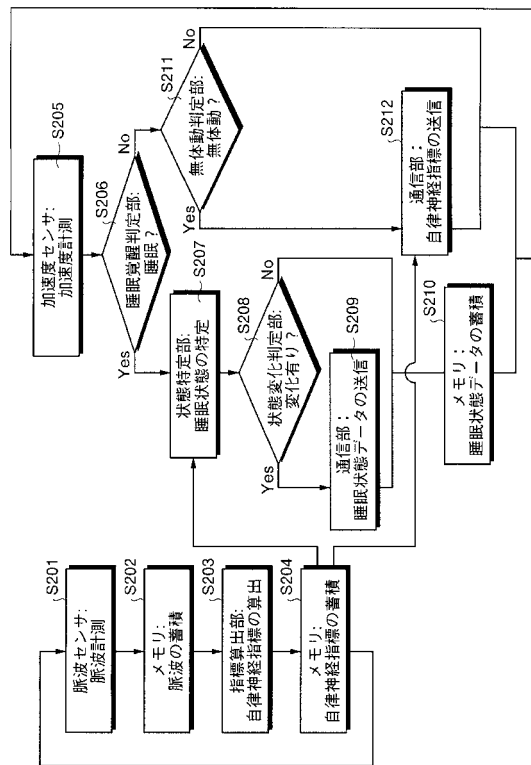 S201
脈波センサ:
脈波計測
S202
メモリ:
脈波の蓄積
S203
指標算出部:
自律神経指標の算出
S204
メモリ:
自律神経指標の蓄積
S205
加速度センサ:
加速度計測
S206
睡眠覚醒判定部:
睡眠?
Yes
No
S207
状態特定部:
睡眠状態の特定
S208
状態変化判定部:
変化有り?
Yes
No
S209
通信部:
睡眠状態データの送信
S210
メモリ:
睡眠状態データの蓄積
S211
無体動判定部:
無体動?
Yes
No
S212
通信部:
自律神経指標の送信